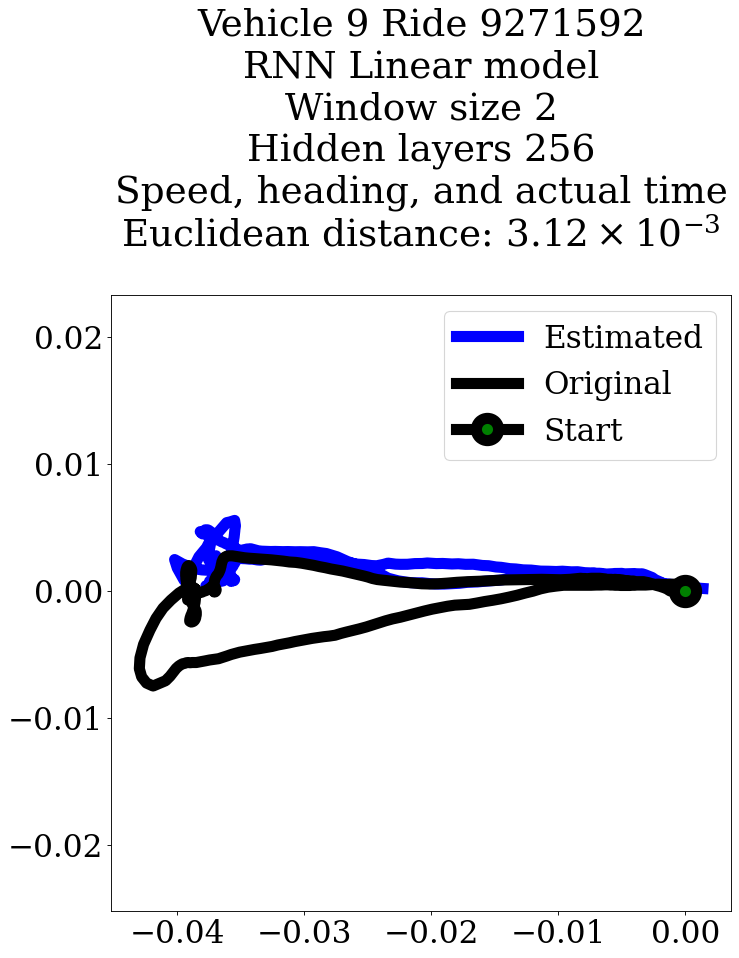 Vehicle 9 Ride 9271592
RNN Linear model
Window size 2
Hidden layers 256
Speed, heading, and actual time
Euclidean distance: 3.12 × 10⁻³
Estimated
Original
Start
0.02
0.01
0.00
−0.01
−0.02
−0.04
−0.03
−0.02
−0.01
0.00